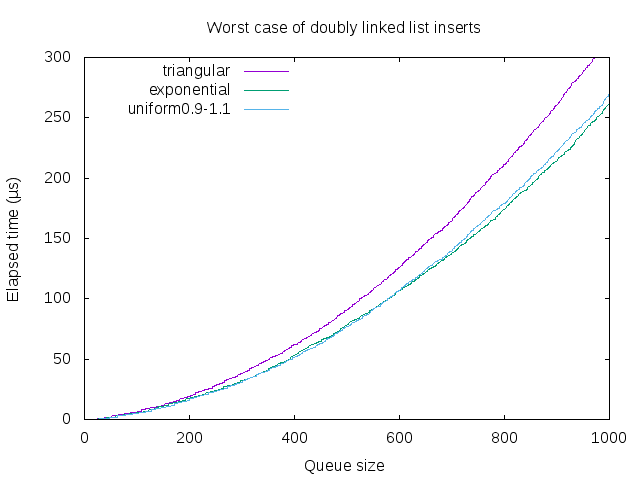 Worst case of doubly linked list inserts
triangular
exponential
uniform0.9-1.1
300
250
200
150
100
50
0
Elapsed time (µs)
0 200 400 600 800 1000
Queue size